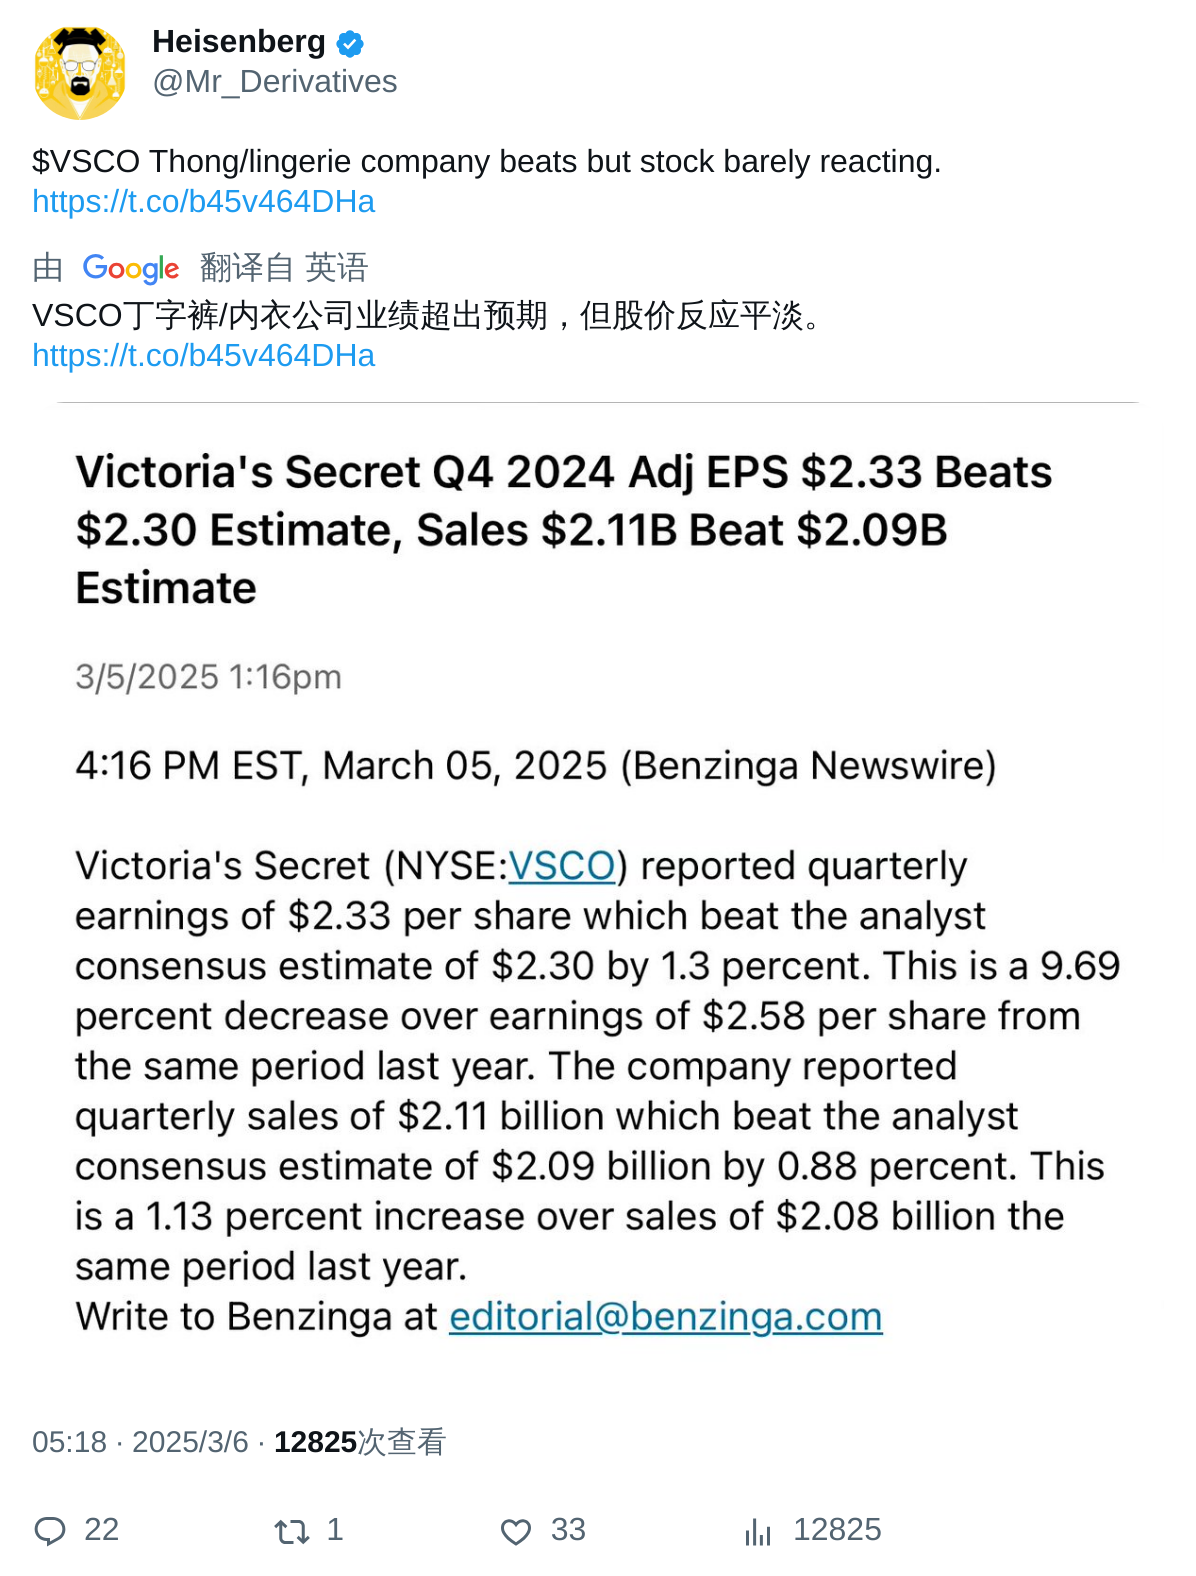 Heisenberg
@Mr_Derivatives
$VSCO Thong/lingerie company beats but stock barely reacting.
https://t.co/b45v464DHa
由 Google 翻译自 英语
VSCO丁字裤/内衣公司业绩超出预期，但股价反应平淡。
https://t.co/b45v464DHa
Victoria's Secret Q4 2024 Adj EPS $2.33 Beats
$2.30 Estimate, Sales $2.11B Beat $2.09B
Estimate
3/5/2025 1:16pm
4:16 PM EST, March 05, 2025 (Benzinga Newswire)
Victoria's Secret (NYSE:VSCO) reported quarterly
earnings of $2.33 per share which beat the analyst
consensus estimate of $2.30 by 1.3 percent. This is a 9.69
percent decrease over earnings of $2.58 per share from
the same period last year. The company reported
quarterly sales of $2.11 billion which beat the analyst
consensus estimate of $2.09 billion by 0.88 percent. This
is a 1.13 percent increase over sales of $2.08 billion the
same period last year.
Write to Benzinga at editorial@benzinga.com
05:18 · 2025/3/6 · 12825次查看
22 1 33 12825